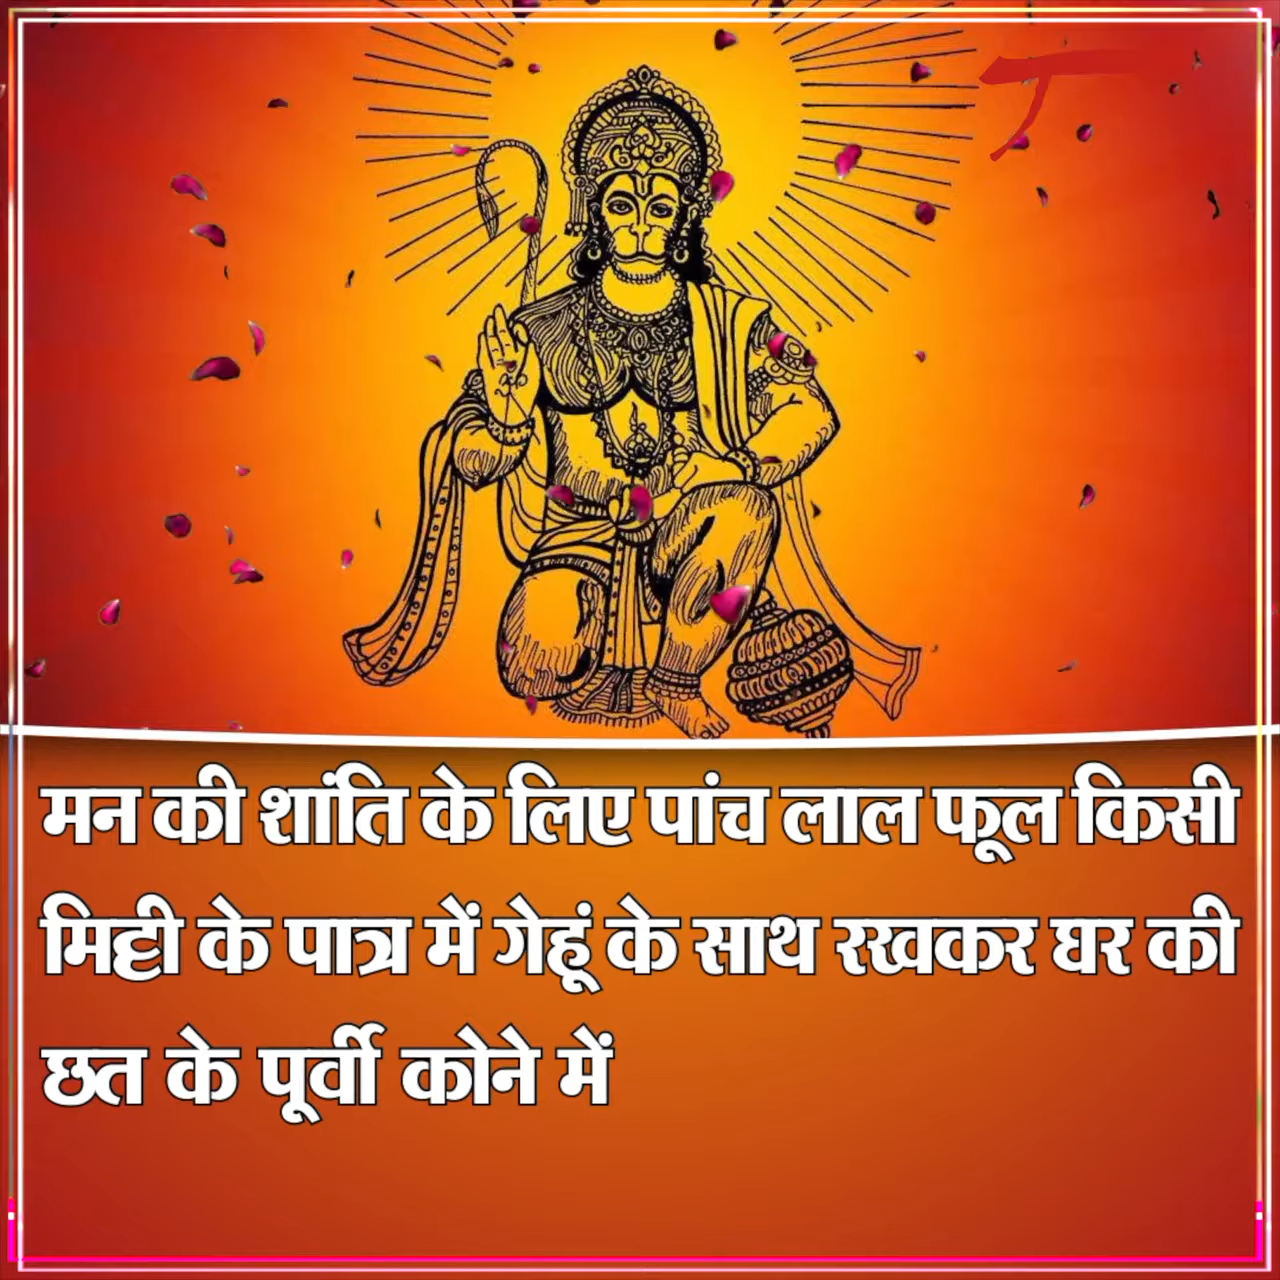 मन की शांति के लिए पांच लाल फूल किसी
मिट्टी के पात्र में गेहूं के साथ रखकर घर की
छत के पूर्वी कोने में